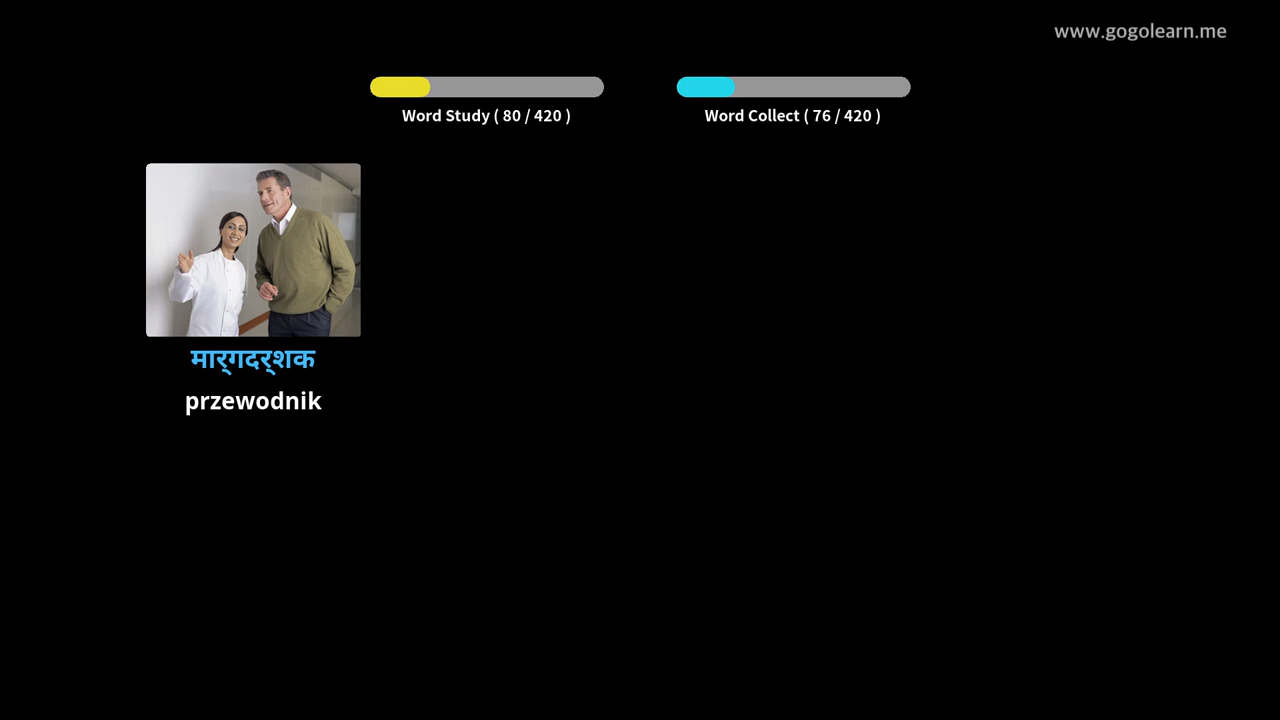 www.gogolearn.me
Word Study ( 80 / 420 )
Word Collect ( 76 / 420 )
मार्गदर्शक
przewodnik